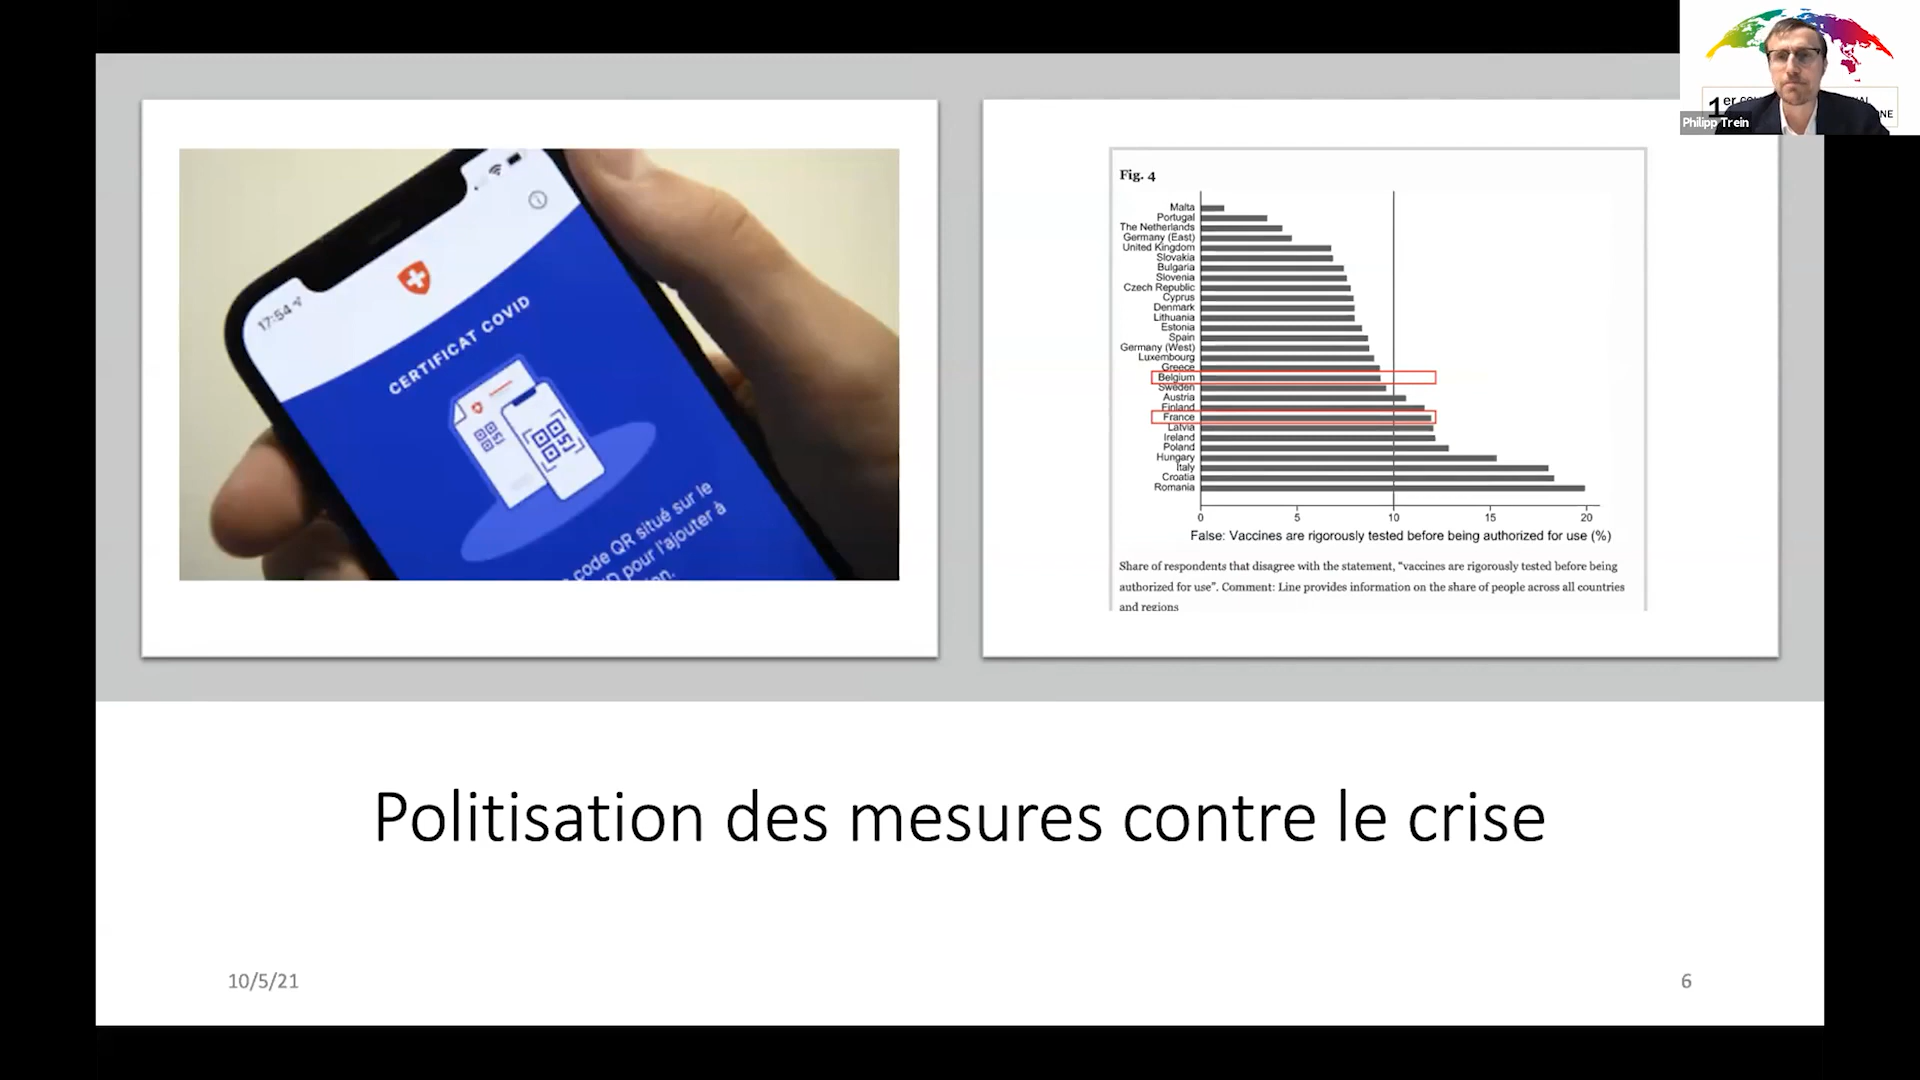 17:54
CERTIFICAT COVID
code QR situé sur le
pour l'ajouter à
Fig. 4
Malta
Portugal
The Netherlands
Germany (East)
United Kingdom
Slovakia
Bulgaria
Slovenia
Czech Republic
Cyprus
Denmark
Lithuania
Estonia
Spain
Germany (West)
Luxembourg
Greece
Belgium
Sweden
Austria
Finland
France
Latvia
Ireland
Poland
Hungary
Italy
Croatia
Romania
0 5 10 15 20
False: Vaccines are rigorously tested before being authorized for use (%)
Share of respondents that disagree with the statement, “vaccines are rigorously tested before being
authorized for use”. Comment: Line provides information on the share of people across all countries
and regions
1er
Philipp Trein
Politisation des mesures contre le crise
10/5/21
6